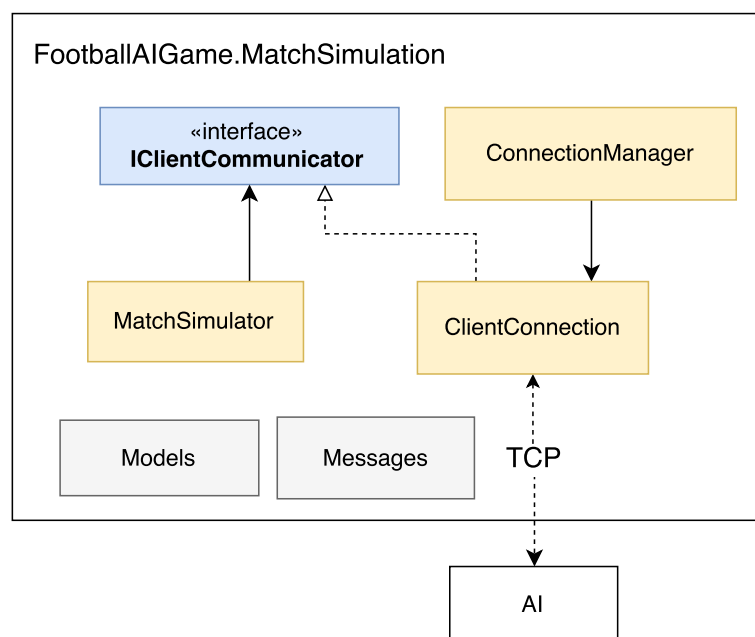 FootballAIGame.MatchSimulation
«interface»
IClientCommunicator
ConnectionManager
MatchSimulator
ClientConnection
Models
Messages
TCP
AI